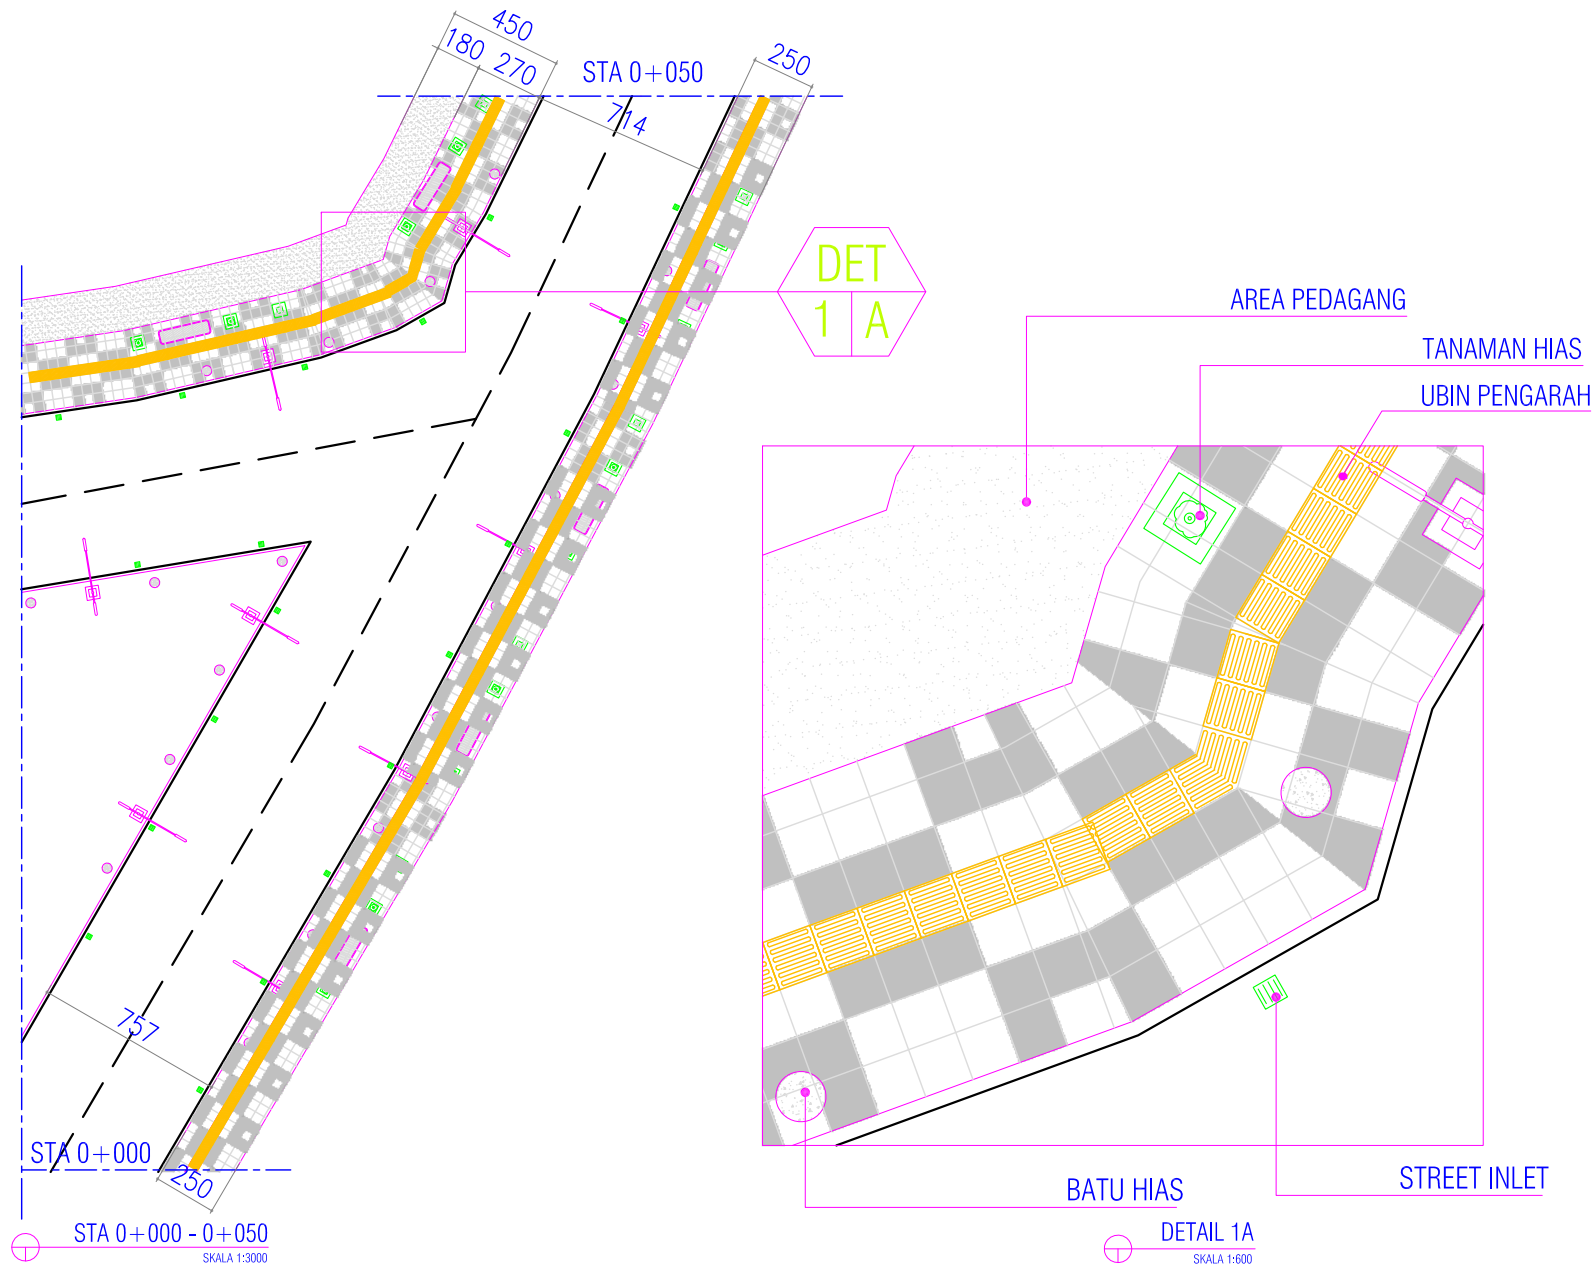 450
180
270
STA 0+050
714
250
DET
1 A
AREA PEDAGANG
TANAMAN HIAS
UBIN PENGARAH
757
STA 0+000
250
BATU HIAS
STREET INLET
STA 0+000 - 0+050
SKALA 1:3000
DETAIL 1A
SKALA 1:600